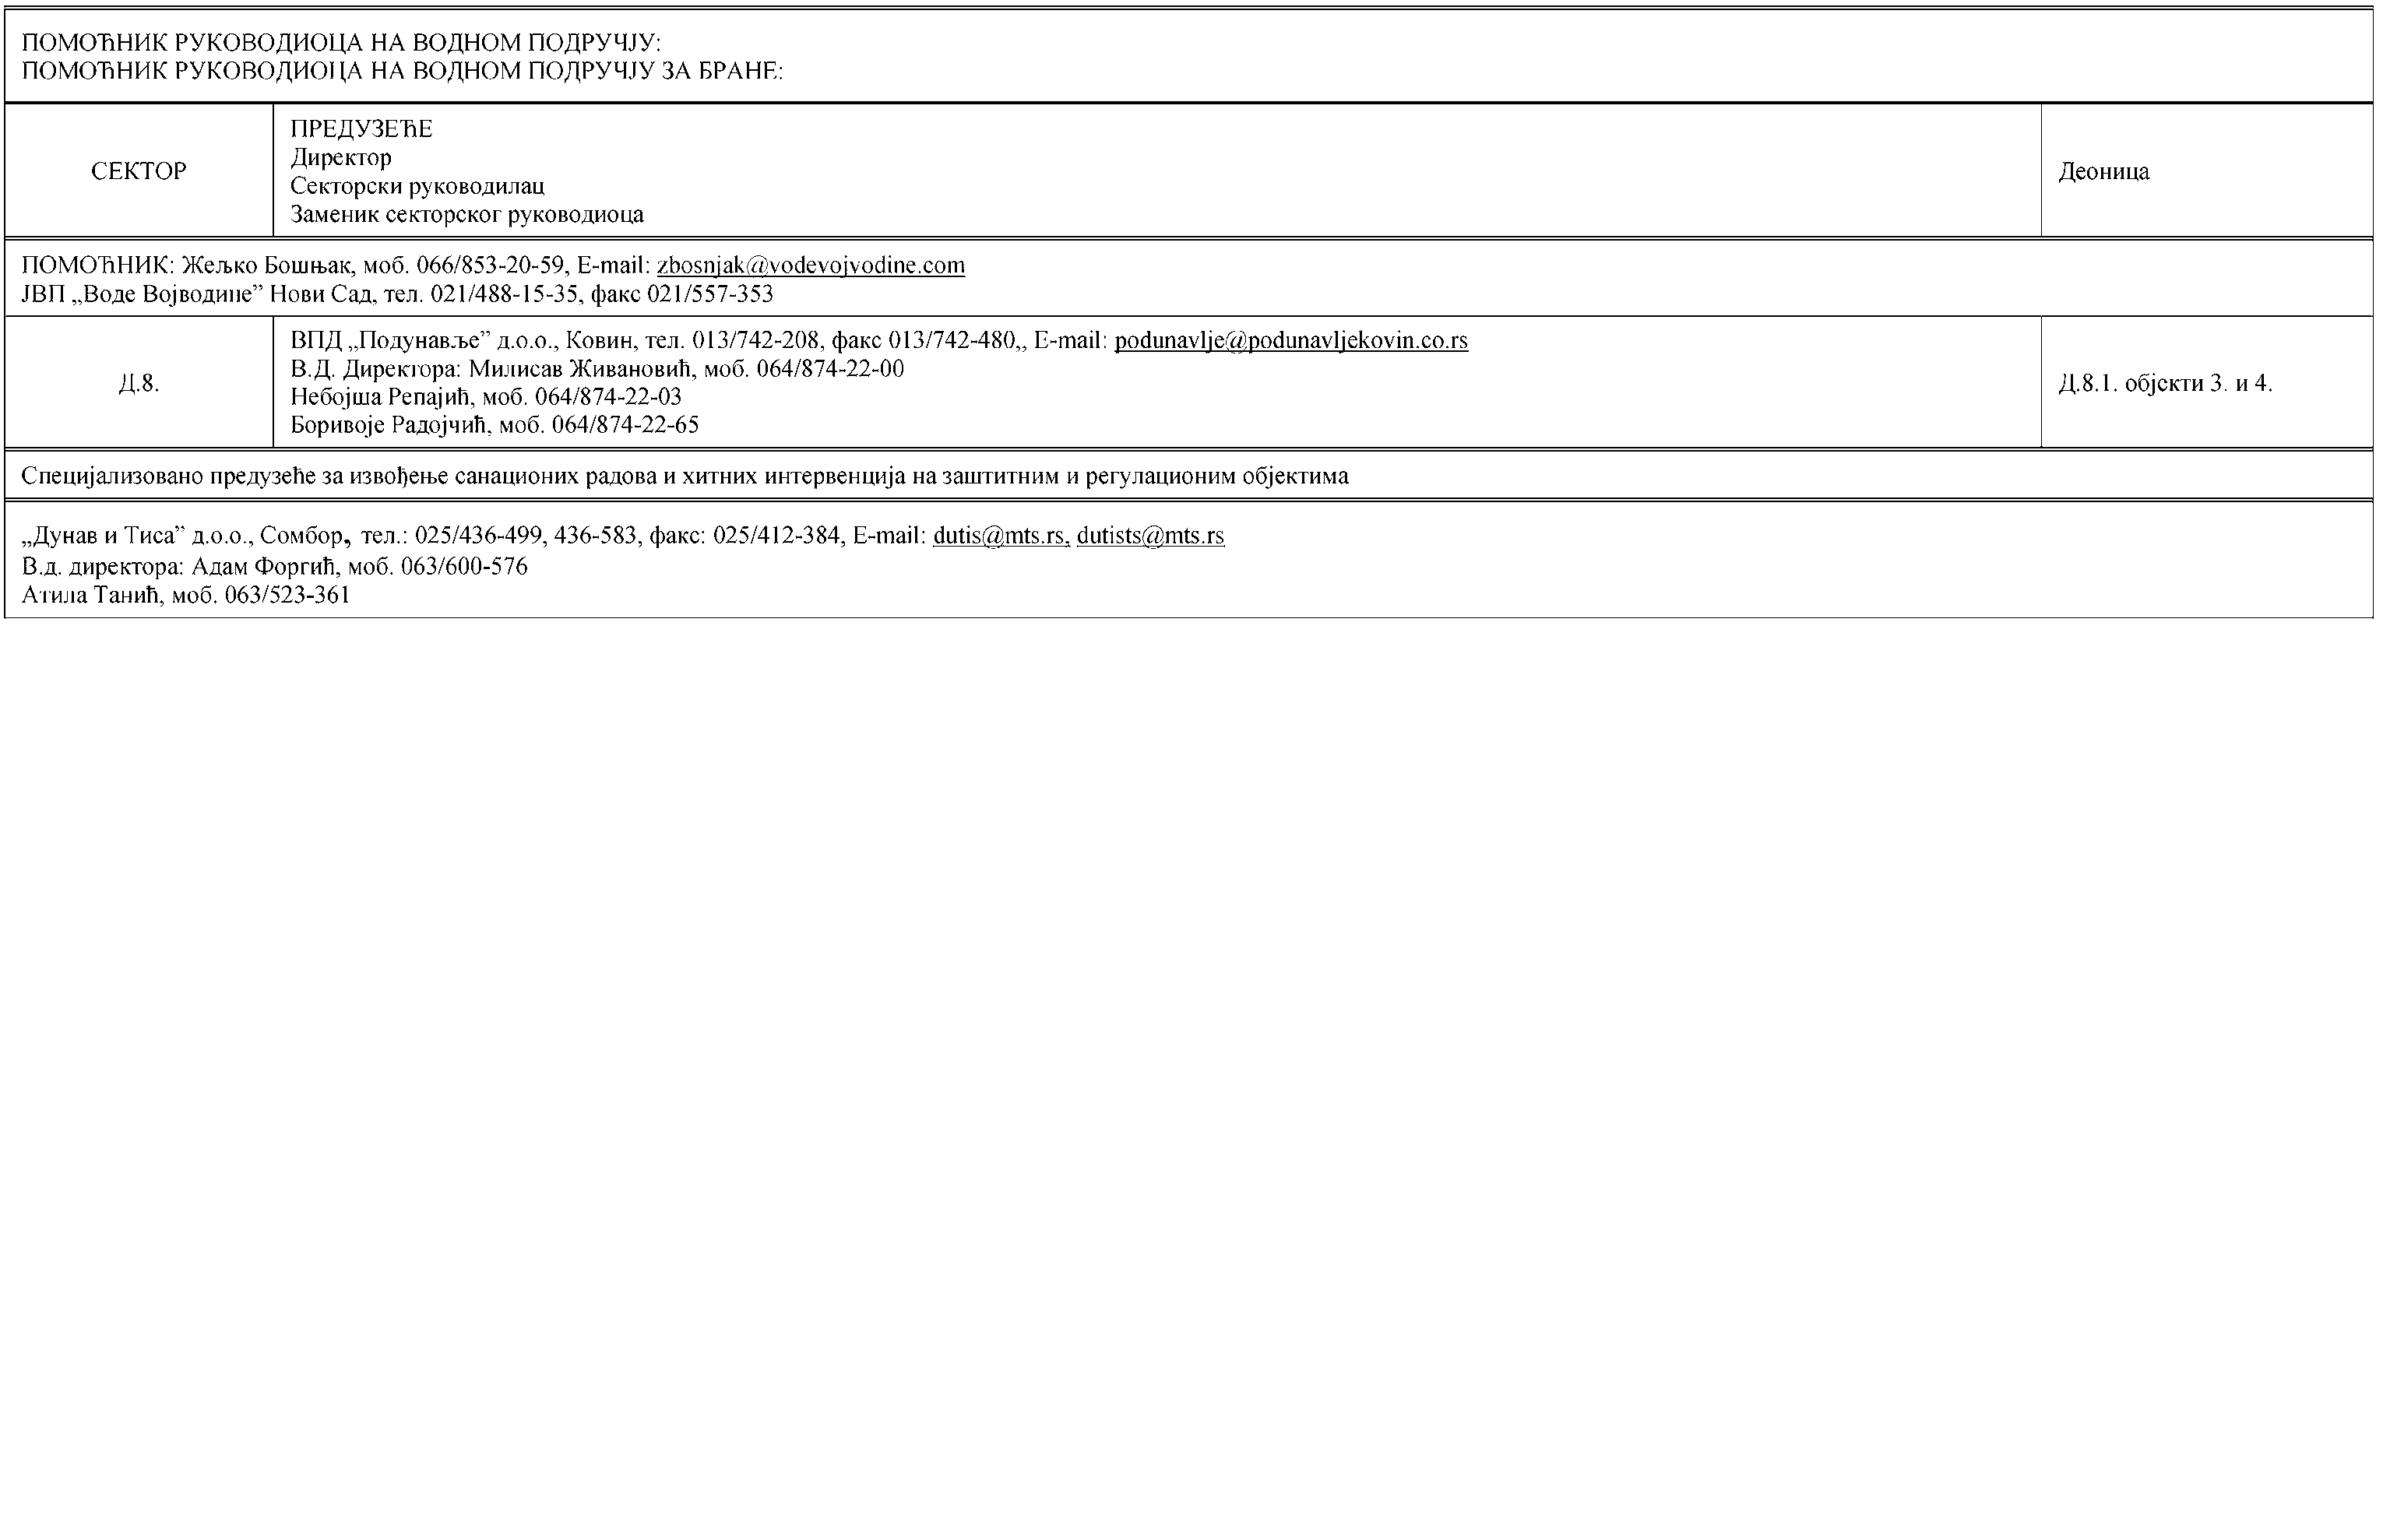 ПОМОЋНИК РУКОВОДИОЦА НА ВОДНОМ ПОДРУЧЈУ:
ПОМОЋНИК РУКОВОДИОЦА НА ВОДНОМ ПОДРУЧЈУ ЗА БРАНЕ:
СЕКТОР
ПРЕДУЗЕЋЕ
Директор
Секторски руководилац
Заменик секторског руководиоца
Деоница
ПОМОЋНИК: Жељко Бошњак, моб. 066/853-20-59, E-mail: zbosnjak@vodevojvodine.com
ЈВП „Воде Војводине” Нови Сад, тел. 021/488-15-35, факс 021/557-353
Д.8.
ВПД „Подунавље” д.о.о., Ковин, тел. 013/742-208, факс 013/742-480,, E-mail: podunavlje@podunavljekovin.co.rs
В.Д. Директора: Милисав Живановић, моб. 064/874-22-00
Небојша Репајић, моб. 064/874-22-03
Боривоје Радојчић, моб. 064/874-22-65
Д.8.1. објекти 3. и 4.
Специјализовано предузеће за извођење санационих радова и хитних интервенција на заштитним и регулационим објектима
„Дунав и Тиса” д.о.о., Сомбор, тел.: 025/436-499, 436-583, факс: 025/412-384, E-mail: dutis@mts.rs, dutists@mts.rs
В.д. директора: Адам Форгић, моб. 063/600-576
Атила Танић, моб. 063/523-361